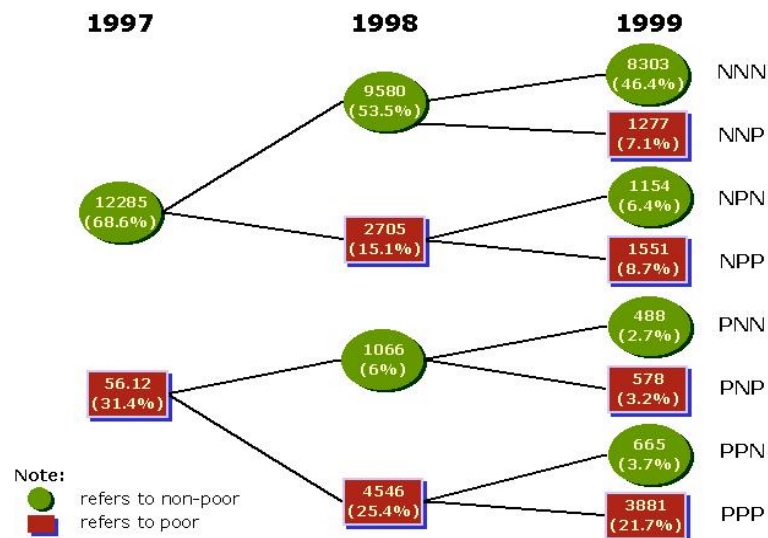 1997 1998 1999
8303
(46.4%)
NNN
9580
(53.5%)
1277
(7.1%)
NNP
12285
(68.6%)
1154
(6.4%)
NPN
2705
(15.1%)
1551
(8.7%)
NPP
488
(2.7%)
PNN
1066
(6%)
578
(3.2%)
PNP
56.12
(31.4%)
665
(3.7%)
PPN
4546
(25.4%)
3881
(21.7%)
PPP
Note:
refers to non-poor
refers to poor